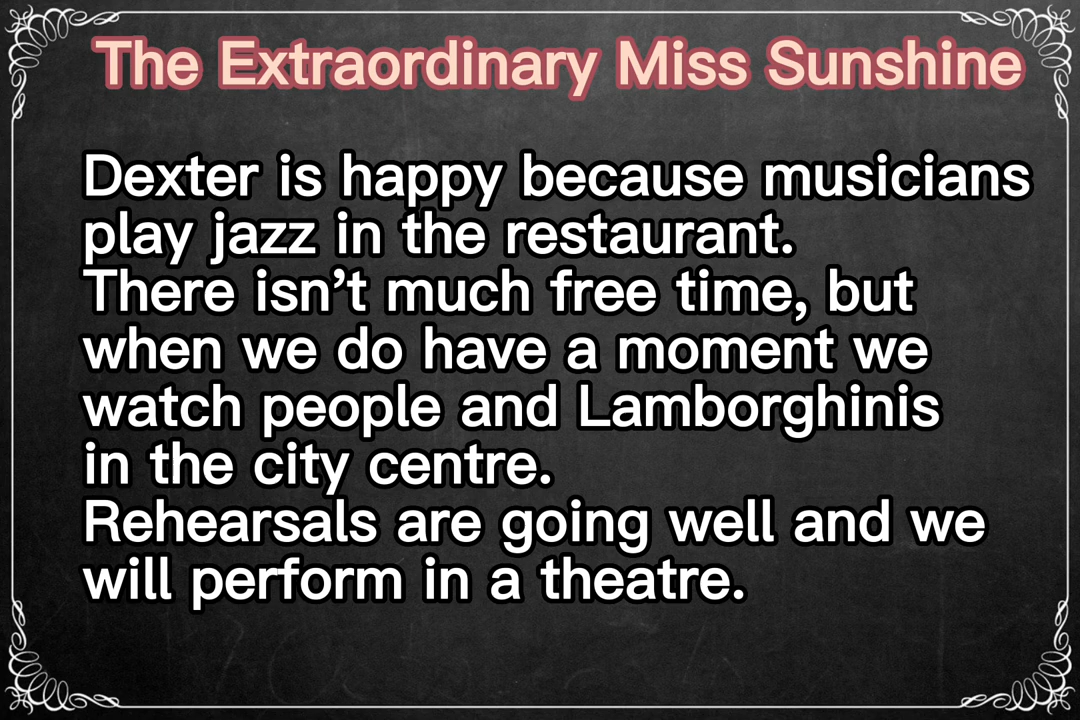 The Extraordinary Miss Sunshine
Dexter is happy because musicians
play jazz in the restaurant.
There isn’t much free time, but
when we do have a moment we
watch people and Lamborghinis
in the city centre.
Rehearsals are going well and we
will perform in a theatre.